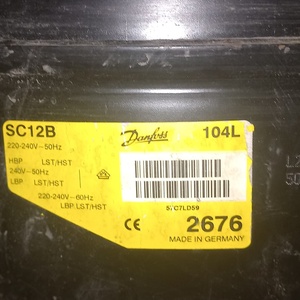 SC12B Danfoss 104L
220-240V~50Hz
HBP LST/HST
240V~50Hz
LBP LST/HST
220-240V~60Hz
LBP LST/HST
CE 2676
MADE IN GERMANY